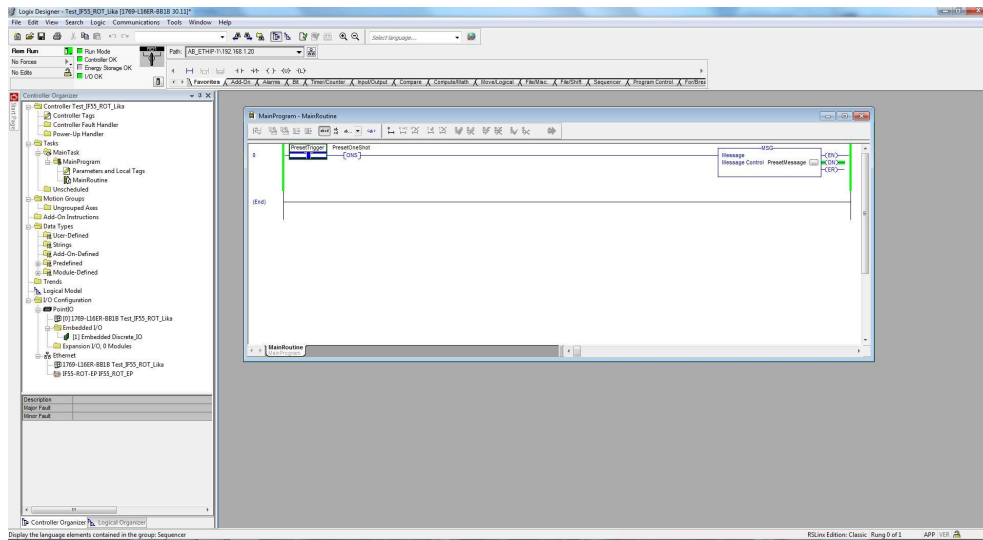 Logix Designer - Test_IF55_ROT_Lika [1769-L16ER-BB1B 30.11]*
File Edit View Search Logic Communications Tools Window Help
Select language...
Rem Run
Run Mode
No Forces
Controller OK
Energy Storage OK
No Edits
I/O OK
Path: AB_ETHIP-1\192.168.1.20
Favorites Add-On Alarms Bit Timer/Counter Input/Output Compare Compute/Math Move/Logical File/Misc. File/Shift Sequencer Program Control For/Brea
Start Page
Controller Organizer
Controller Test_IF55_ROT_Lika
Controller Tags
Controller Fault Handler
Power-Up Handler
Tasks
MainTask
MainProgram
Parameters and Local Tags
MainRoutine
Unscheduled
Motion Groups
Ungrouped Axes
Add-On Instructions
Data Types
User-Defined
Strings
Add-On-Defined
Predefined
Module-Defined
Trends
Logical Model
I/O Configuration
PointIO
[0] 1769-L16ER-BB1B Test_IF55_ROT_Lika
Embedded I/O
[1] Embedded Discrete_IO
Expansion I/O, 0 Modules
Ethernet
1769-L16ER-BB1B Test_IF55_ROT_Lika
IF55-ROT-EP IF55_ROT_EP
Description
Major Fault
Minor Fault
Controller Organizer Logical Organizer
MainProgram - MainRoutine
0
PresetTrigger PresetOneShot
ONS
MSG
Message
Message Control PresetMessage ...
EN
DN
ER
(End)
MainRoutine
MainProgram
Display the language elements contained in the group: Sequencer
RSLinx Edition: Classic Rung 0 of 1 APP VER